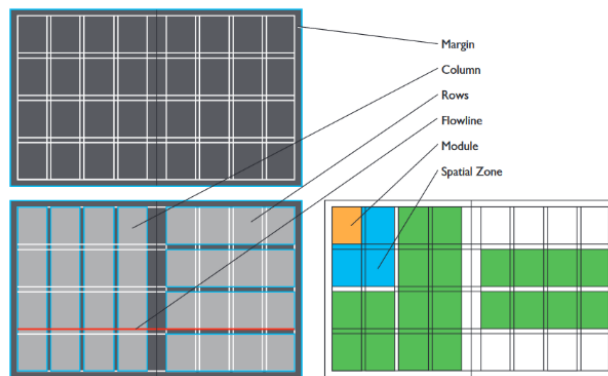 Margin
Column
Rows
Flowline
Module
Spatial Zone